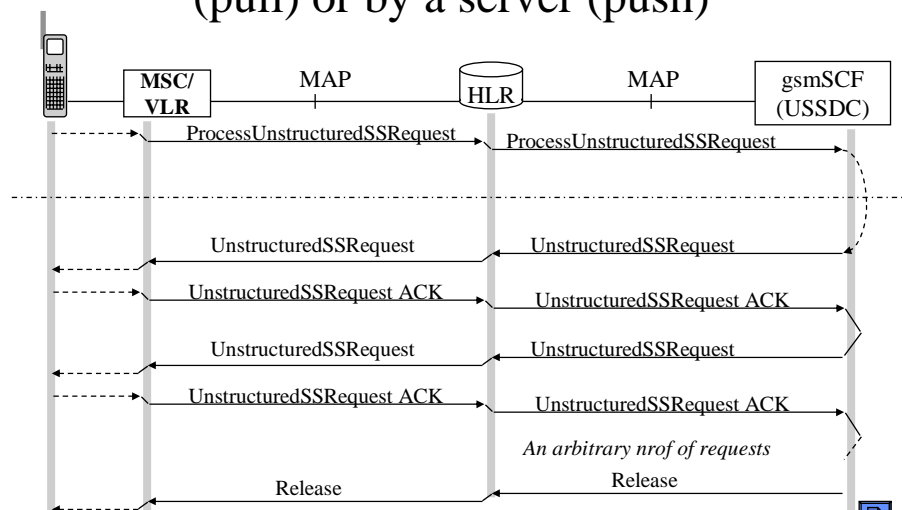 (pull) or by a server (push)
MSC/
VLR
MAP
HLR
MAP
gsmSCF
(USSDC)
ProcessUnstructuredSSRequest
ProcessUnstructuredSSRequest
UnstructuredSSRequest
UnstructuredSSRequest
UnstructuredSSRequest ACK
UnstructuredSSRequest ACK
UnstructuredSSRequest
UnstructuredSSRequest
UnstructuredSSRequest ACK
UnstructuredSSRequest ACK
An arbitrary nrof of requests
Release
Release